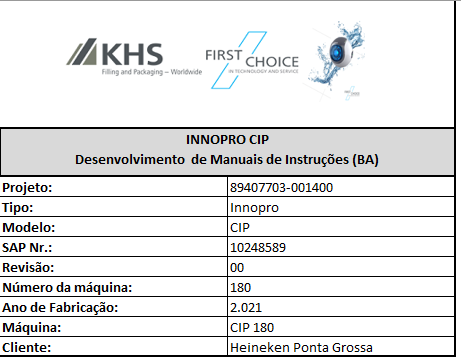 KHS
Filling and Packaging – Worldwide
FIRST CHOICE
IN TECHNOLOGY AND SERVICE
INNOPRO CIP
Desenvolvimento de Manuais de Instruções (BA)
Projeto: 89407703-001400
Tipo: Innopro
Modelo: CIP
SAP Nr.: 10248589
Revisão: 00
Número da máquina: 180
Ano de Fabricação: 2.021
Máquina: CIP 180
Cliente: Heineken Ponta Grossa